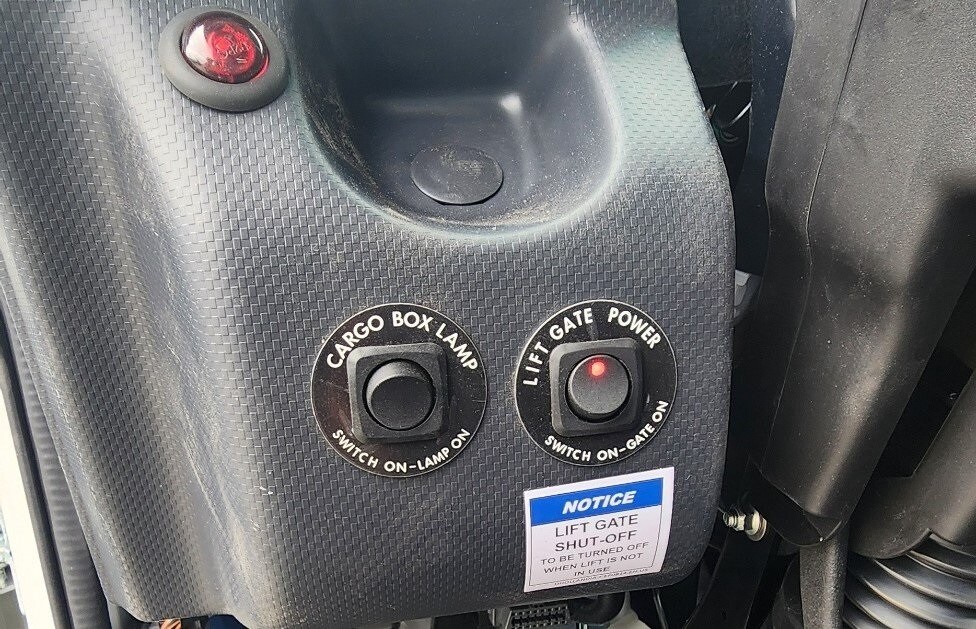 CARGO BOX LAMP
SWITCH ON-LAMP ON
LIFT GATE POWER
SWITCH ON-GATE ON
NOTICE
LIFT GATE
SHUT-OFF
TO BE TURNED OFF
WHEN LIFT IS NOT
IN USE